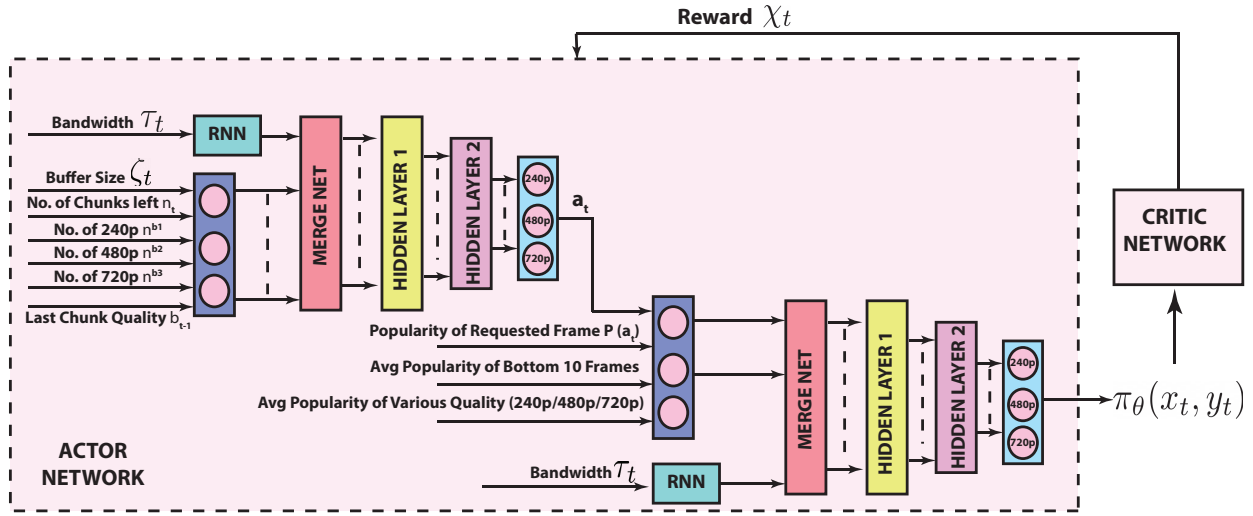 Reward χₜ
Bandwidth τₜ
RNN
Buffer Size ζₜ
No. of Chunks left nₜ
No. of 240p nᵇ¹
No. of 480p nᵇ²
No. of 720p nᵇ³
Last Chunk Quality bₜ₋₁
MERGE NET
HIDDEN LAYER 1
HIDDEN LAYER 2
240p
480p
720p
aₜ
CRITIC
NETWORK
Popularity of Requested Frame P (aₜ)
Avg Popularity of Bottom 10 Frames
Avg Popularity of Various Quality (240p/480p/720p)
Bandwidth τₜ
RNN
MERGE NET
HIDDEN LAYER 1
HIDDEN LAYER 2
240p
480p
720p
π_θ(xₜ, yₜ)
ACTOR
NETWORK